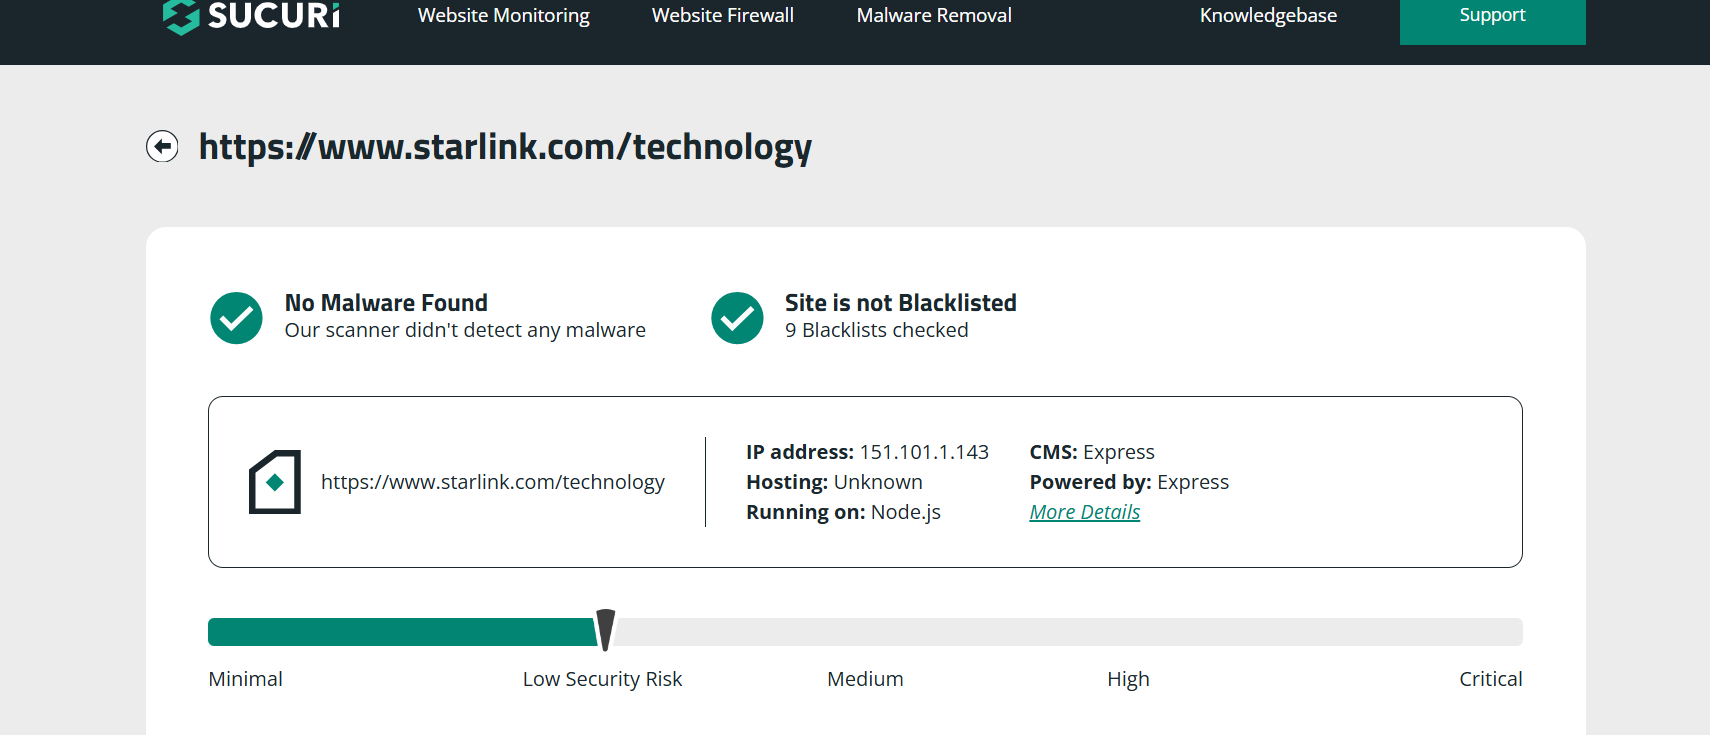 SUCURi Website Monitoring Website Firewall Malware Removal Knowledgebase Support
https://www.starlink.com/technology
No Malware Found
Our scanner didn't detect any malware
Site is not Blacklisted
9 Blacklists checked
https://www.starlink.com/technology
IP address: 151.101.1.143
Hosting: Unknown
Running on: Node.js
CMS: Express
Powered by: Express
More Details
Minimal Low Security Risk Medium High Critical